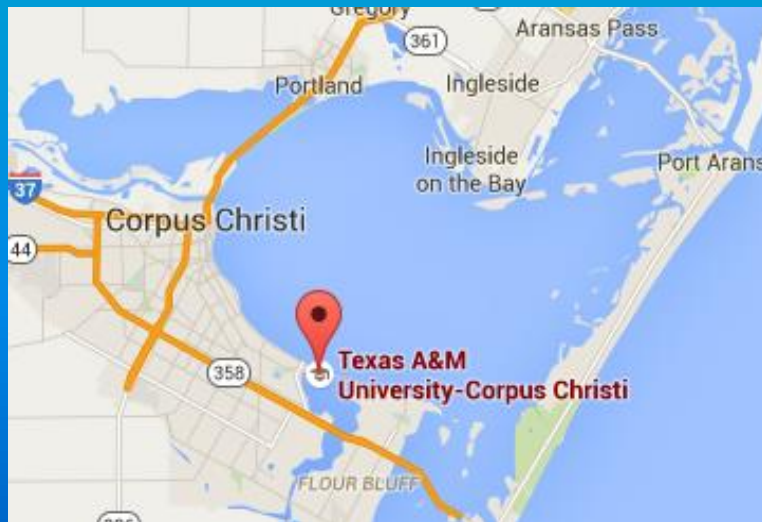 Gregory
361
Aransas Pass
Portland
Ingleside
Ingleside
on the Bay
Port Arans
37
Corpus Christi
44
358
Texas A&M
University-Corpus Christi
FLOUR BLUFF